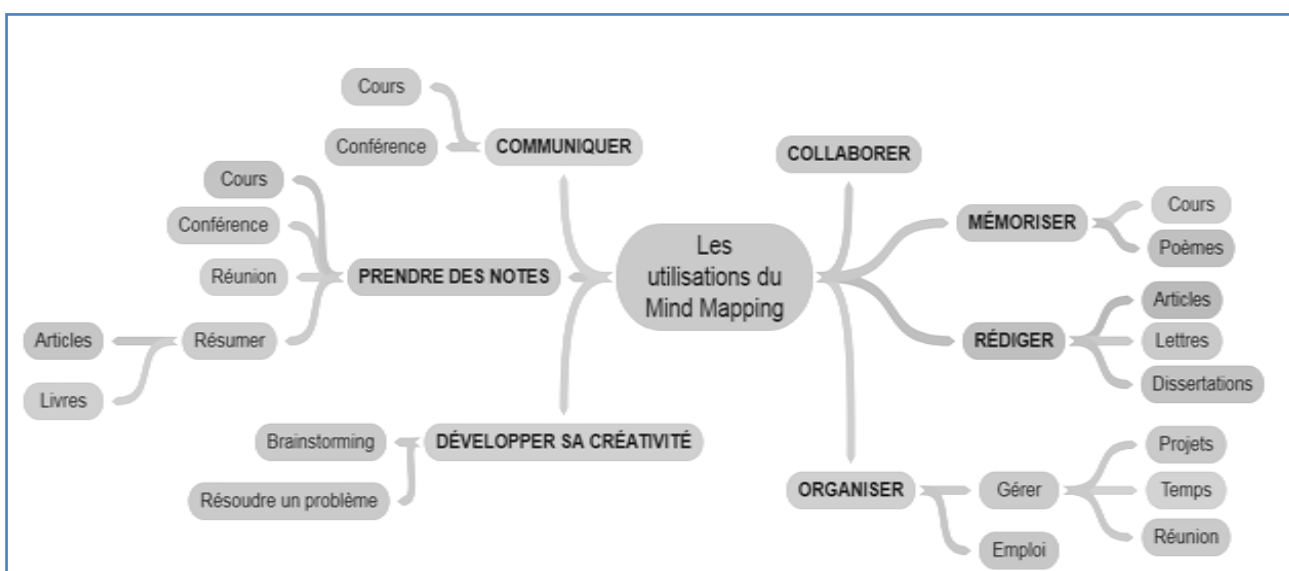 Cours
Conférence
COMMUNIQUER
Cours
Conférence
Réunion
PRENDRE DES NOTES
Articles
Résumer
Livres
Brainstorming
DÉVELOPPER SA CRÉATIVITÉ
Résoudre un problème
Les
utilisations du
Mind Mapping
COLLABORER
MÉMORISER
Cours
Poèmes
RÉDIGER
Articles
Lettres
Dissertations
ORGANISER
Gérer
Projets
Temps
Réunion
Emploi